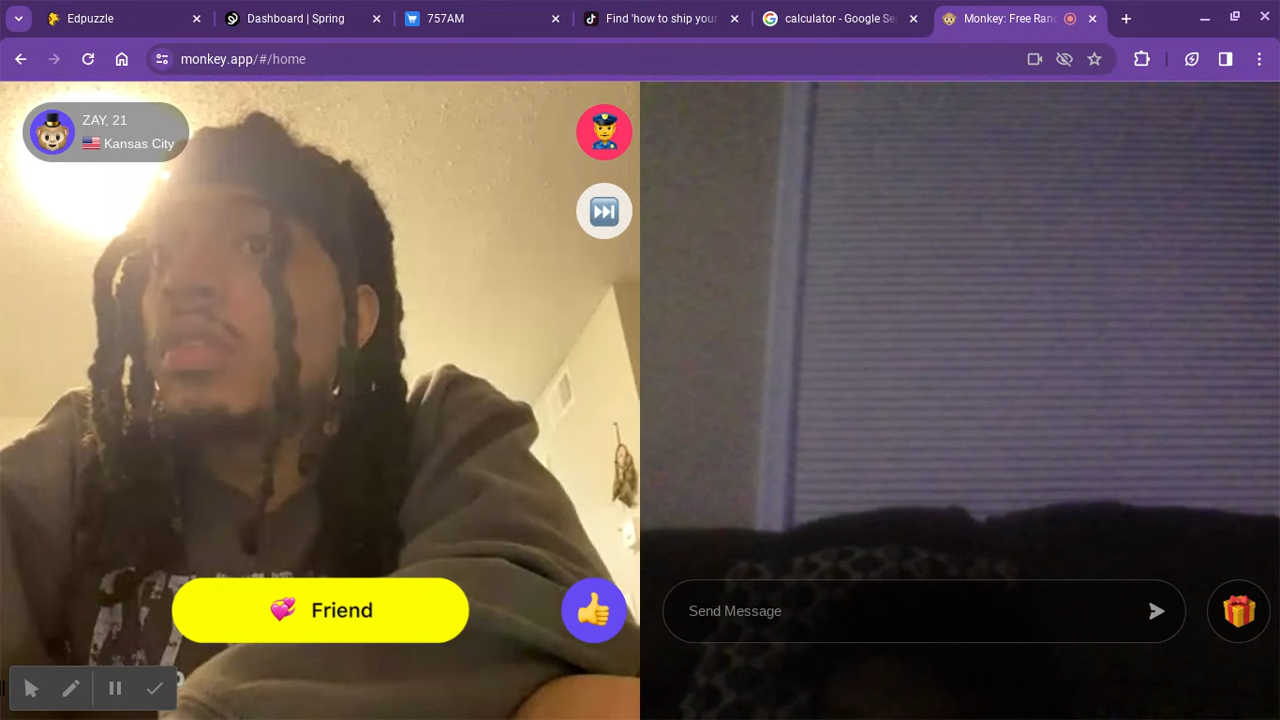 Edpuzzle
Dashboard | Spring
757AM
Find 'how to ship your
calculator - Google Se
Monkey: Free Ran
monkey.app/#/home
ZAY, 21
Kansas City
Friend
Send Message